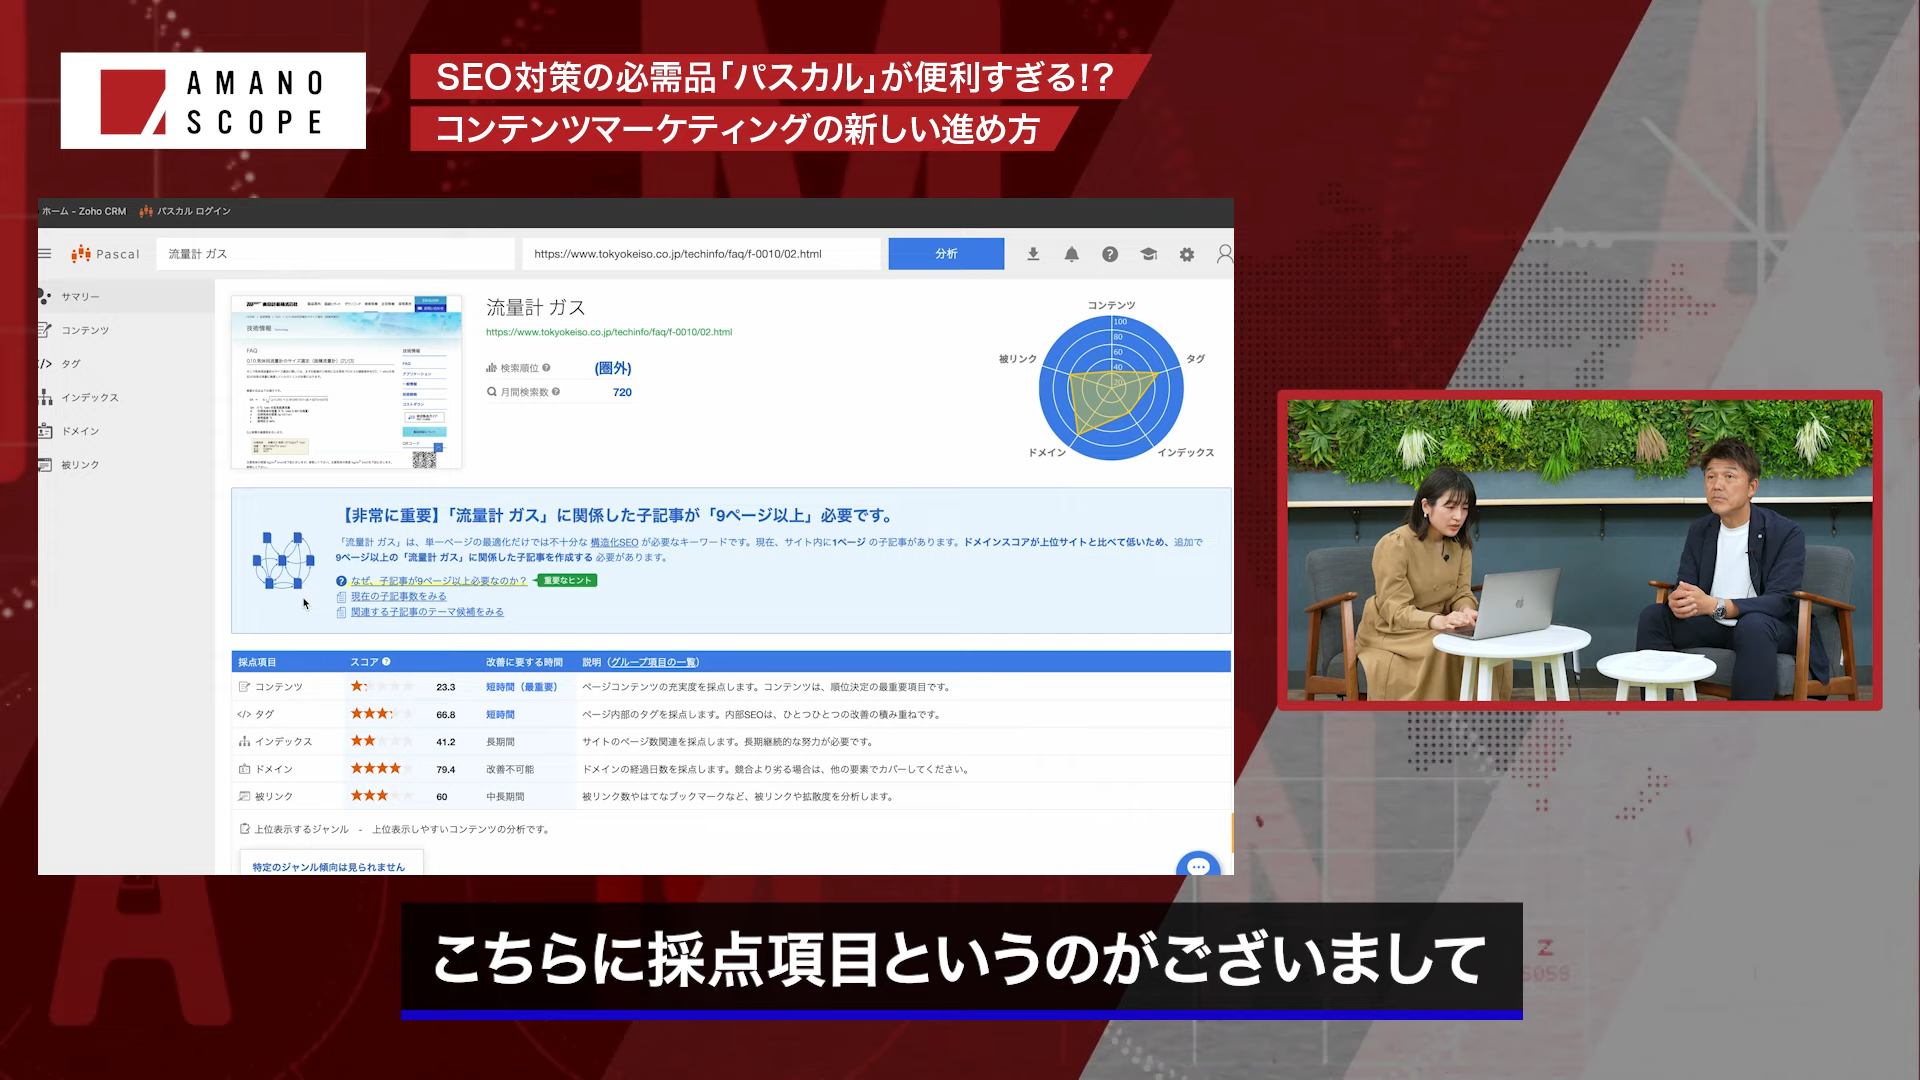 AMANO
SCOPE
SEO対策の必需品「パスカル」が便利すぎる!?
コンテンツマーケティングの新しい進め方
ホーム - Zoho CRM
パスカル ログイン
Pascal
流量計 ガス
https://www.tokyokeiso.co.jp/techinfo/faq/f-0010/02.html
分析
サマリー
コンテンツ
タグ
インデックス
ドメイン
被リンク
技術情報
FAQ
流量計 ガス
https://www.tokyokeiso.co.jp/techinfo/faq/f-0010/02.html
検索順位
(圏外)
月間検索数
720
コンテンツ
100
80
60
40
20
被リンク
タグ
ドメイン
インデックス
【非常に重要】「流量計 ガス」に関係した子記事が「9ページ以上」必要です。
「流量計 ガス」は、単一ページの最適化だけでは不十分な 構造化SEO が必要なキーワードです。現在、サイト内に1ページ の子記事があります。ドメインスコアが上位サイトと比べて低いため、追加で
9ページ以上の「流量計 ガス」に関係した子記事を作成する 必要があります。
なぜ、子記事が9ページ以上必要なのか？ 重要なヒント
現在の子記事数をみる
関連する子記事のテーマ候補をみる
採点項目 スコア 改善に要する時間 説明（グループ項目の一覧）
コンテンツ 23.3 短時間（最重要） ページコンテンツの充実度を採点します。コンテンツは、順位決定の最重要項目です。
</> タグ 66.8 短時間 ページ内部のタグを採点します。内部SEOは、ひとつひとつの改善の積み重ねです。
インデックス 41.2 長期間 サイトのページ数関連を採点します。長期継続的な努力が必要です。
ドメイン 79.4 改善不可能 ドメインの経過日数を採点します。競合より劣る場合は、他の要素でカバーしてください。
被リンク 60 中長期間 被リンク数やはてなブックマークなど、被リンクや拡散度を分析します。
上位表示するジャンル - 上位表示しやすいコンテンツの分析です。
特定のジャンル傾向は見られません
こちらに採点項目というのがございまして